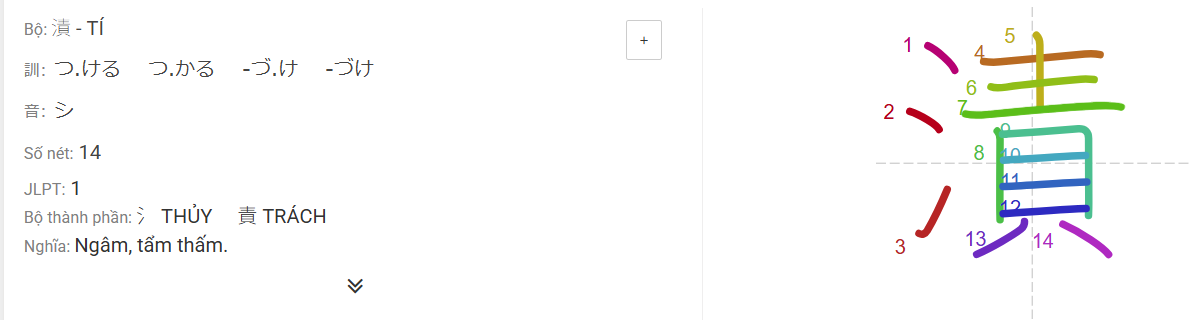 Bộ: 漬 - TÍ
+
訓: つ.ける つ.かる -づ.け -づけ
音: シ
Số nét: 14
JLPT: 1
Bộ thành phần: 氵 THỦY 責 TRÁCH
Nghĩa: Ngâm, tẩm thấm.
漬
1
2
3
4
5
6
7
8
9
10
11
12
13
14